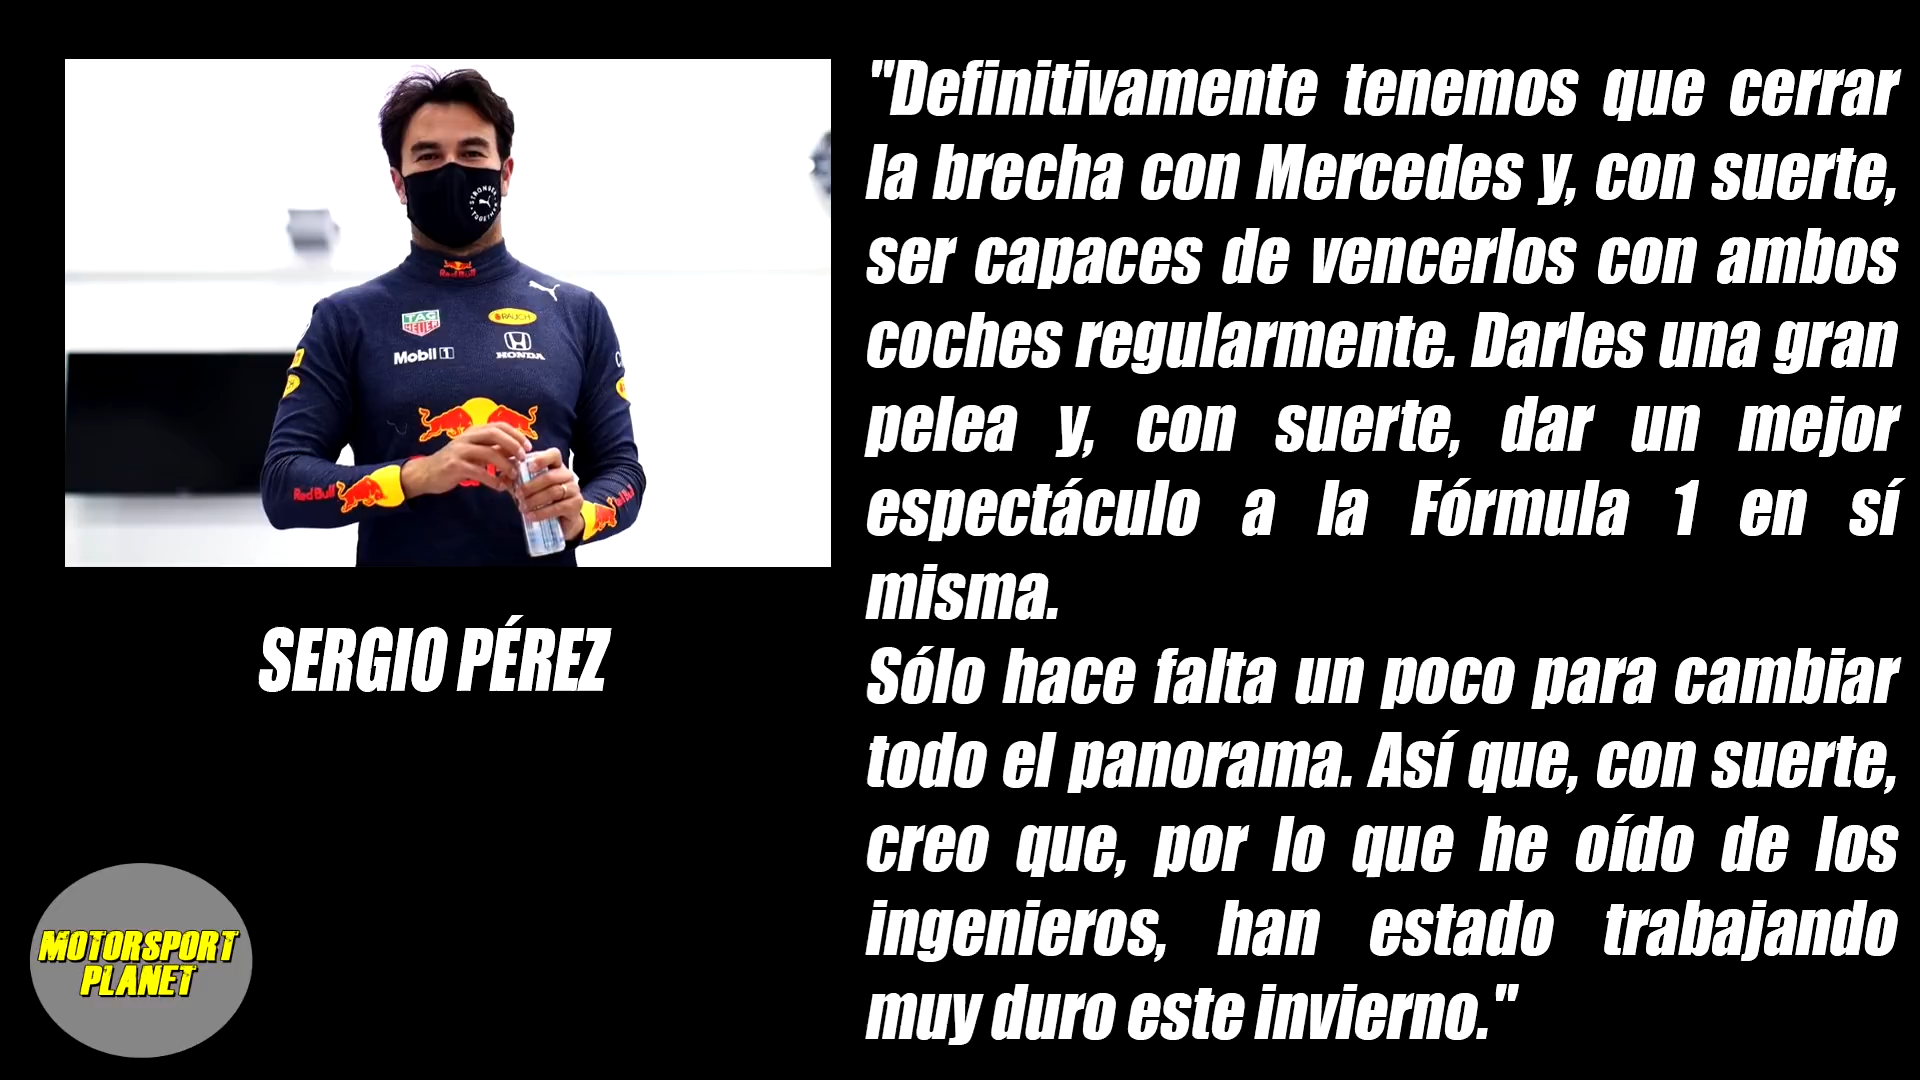 "Definitivamente tenemos que cerrar
la brecha con Mercedes y, con suerte,
ser capaces de vencerlos con ambos
coches regularmente. Darles una gran
pelea y, con suerte, dar un mejor
espectáculo a la Fórmula 1 en sí
misma.
Sólo hace falta un poco para cambiar
todo el panorama. Así que, con suerte,
creo que, por lo que he oído de los
ingenieros, han estado trabajando
muy duro este invierno."
STRONGER
TOGETHER
Red Bull
TAG
HEUER
RAUCH
Mobil 1
HONDA
Red Bull
Red Bull
SERGIO PÉREZ
MOTORSPORT
PLANET